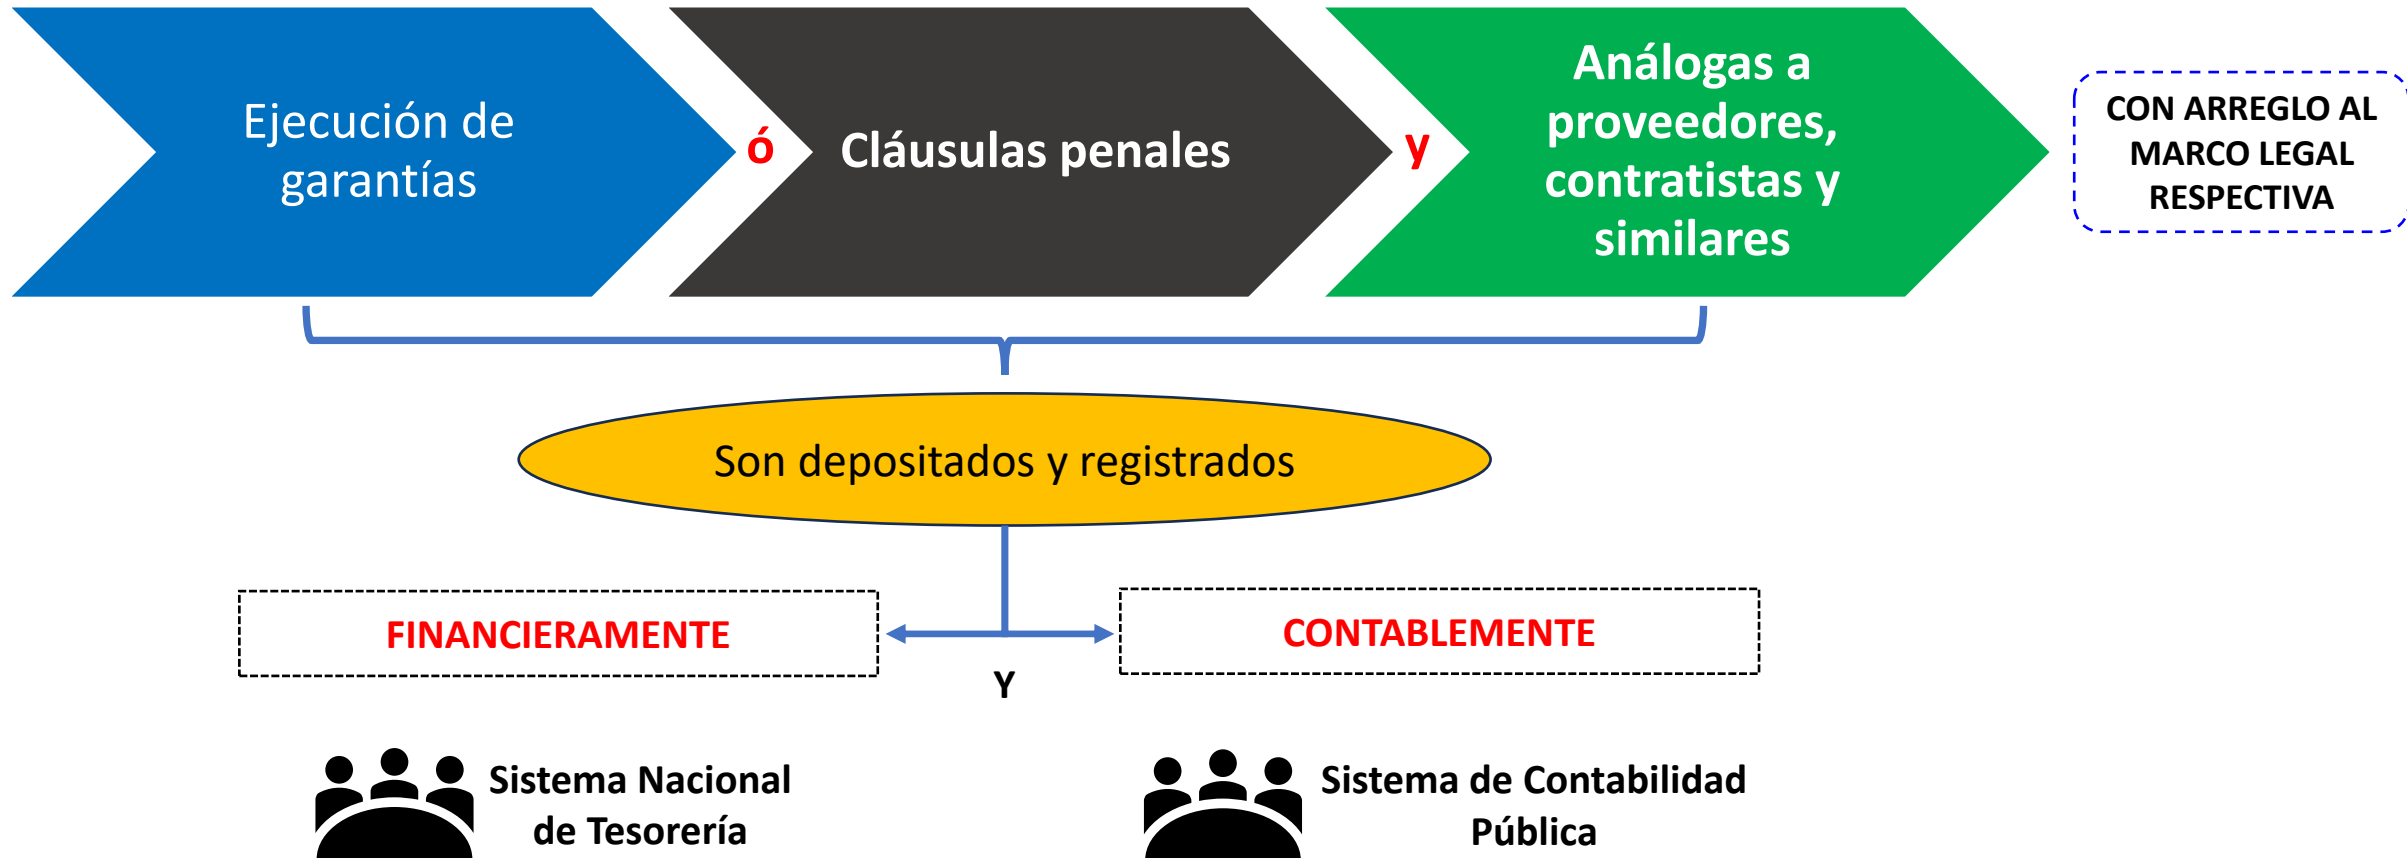 Ejecución de
garantías
ó
Cláusulas penales
y
Análogas a
proveedores,
contratistas y
similares
CON ARREGLO AL
MARCO LEGAL
RESPECTIVA
Son depositados y registrados
FINANCIERAMENTE
CONTABLEMENTE
Y
Sistema Nacional
de Tesorería
Sistema de Contabilidad
Pública